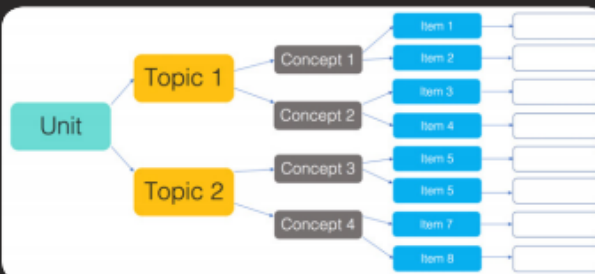 Unit
Topic 1
Topic 2
Concept 1
Concept 2
Concept 3
Concept 4
Item 1
Item 2
Item 3
Item 4
Item 5
Item 5
Item 7
Item 8